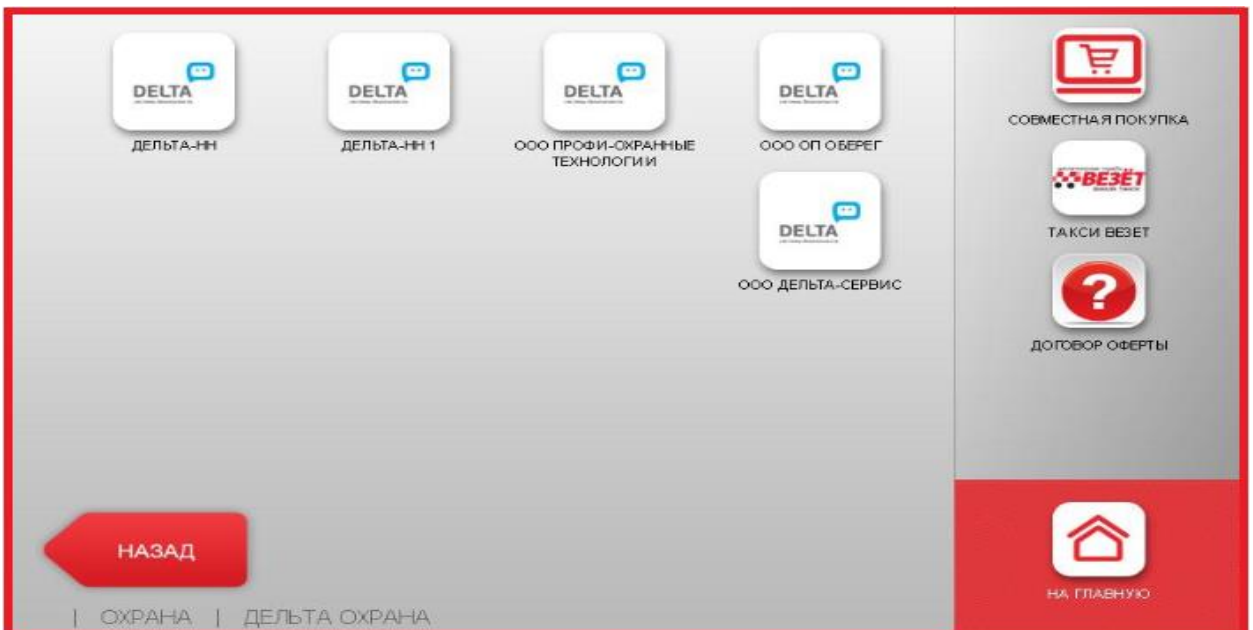 DELTA
DELTA
DELTA
DELTA
ДЕЛЬТА-НН
ДЕЛЬТА-НН 1
ООО ПРОФИ-ОХРАННЫЕ
ТЕХНОЛОГИИ
ООО ОП ОБЕРЕГ
DELTA
ООО ДЕЛЬТА-СЕРВИС
СОВМЕСТНАЯ ПОКУПКА
ВЕЗЁТ
ТАКСИ ВЕЗЕТ
?
ДОГОВОР ОФЕРТЫ
НАЗАД
НА ГЛАВНУЮ
| ОХРАНА | ДЕЛЬТА ОХРАНА